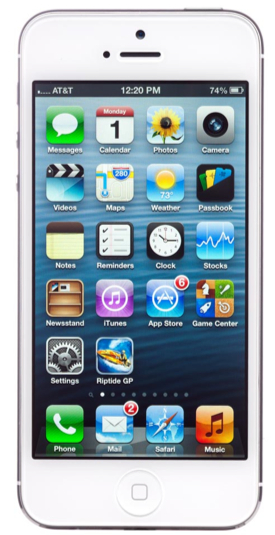 AT&T 12:20 PM 74%
Monday
1
280
73°
Messages Calendar Photos Camera
Videos Maps Weather Passbook
Notes Reminders Clock Stocks
6
Newsstand iTunes App Store Game Center
Settings Riptide GP
2
Phone Mail Safari Music